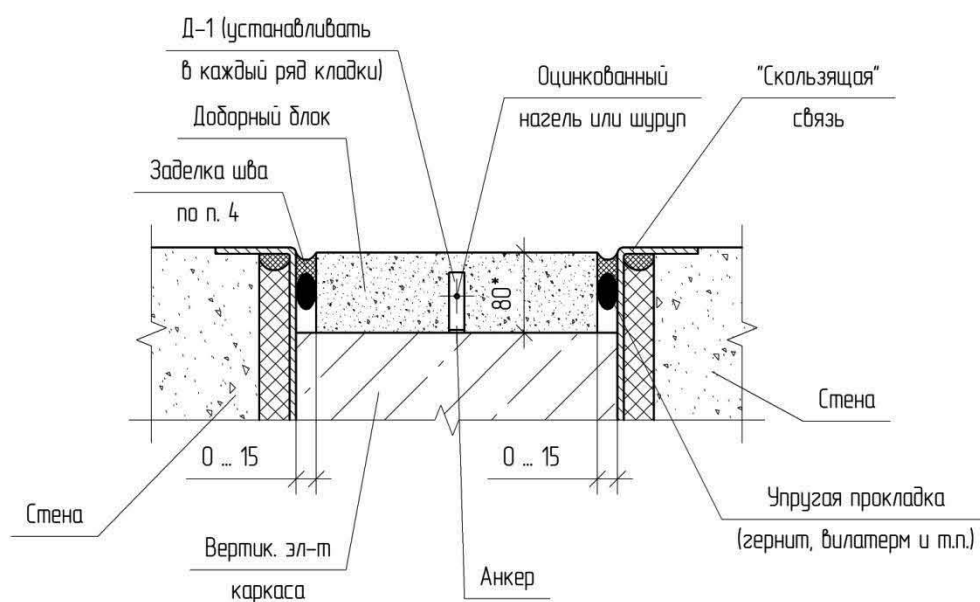 Д-1 (устанавливать
в каждый ряд кладки)
Оцинкованный
нагель или шуруп
"Скользящая"
связь
Доборный блок
Заделка шва
по п. 4
80*
Стена
0 ... 15
0 ... 15
Стена
Упругая прокладка
(гернит, вилатерм и т.п.)
Вертик. эл-т
каркаса
Анкер